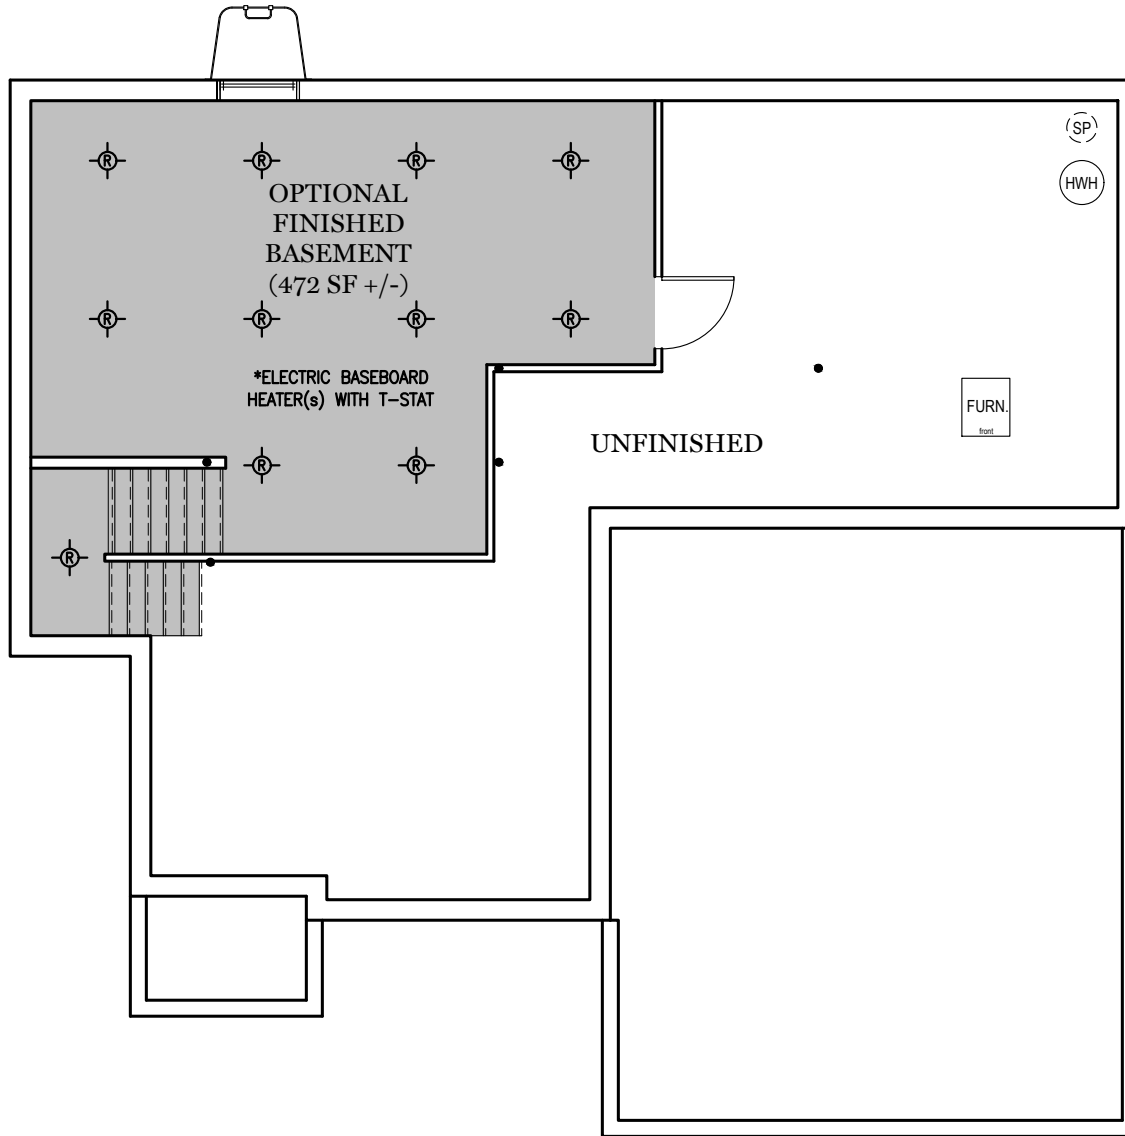 SP
R R R R
HWH
OPTIONAL
FINISHED
BASEMENT
(472 SF +/-)
R R R R
*ELECTRIC BASEBOARD
HEATER(s) WITH T-STAT
FURN.
front
UNFINISHED
R R
R